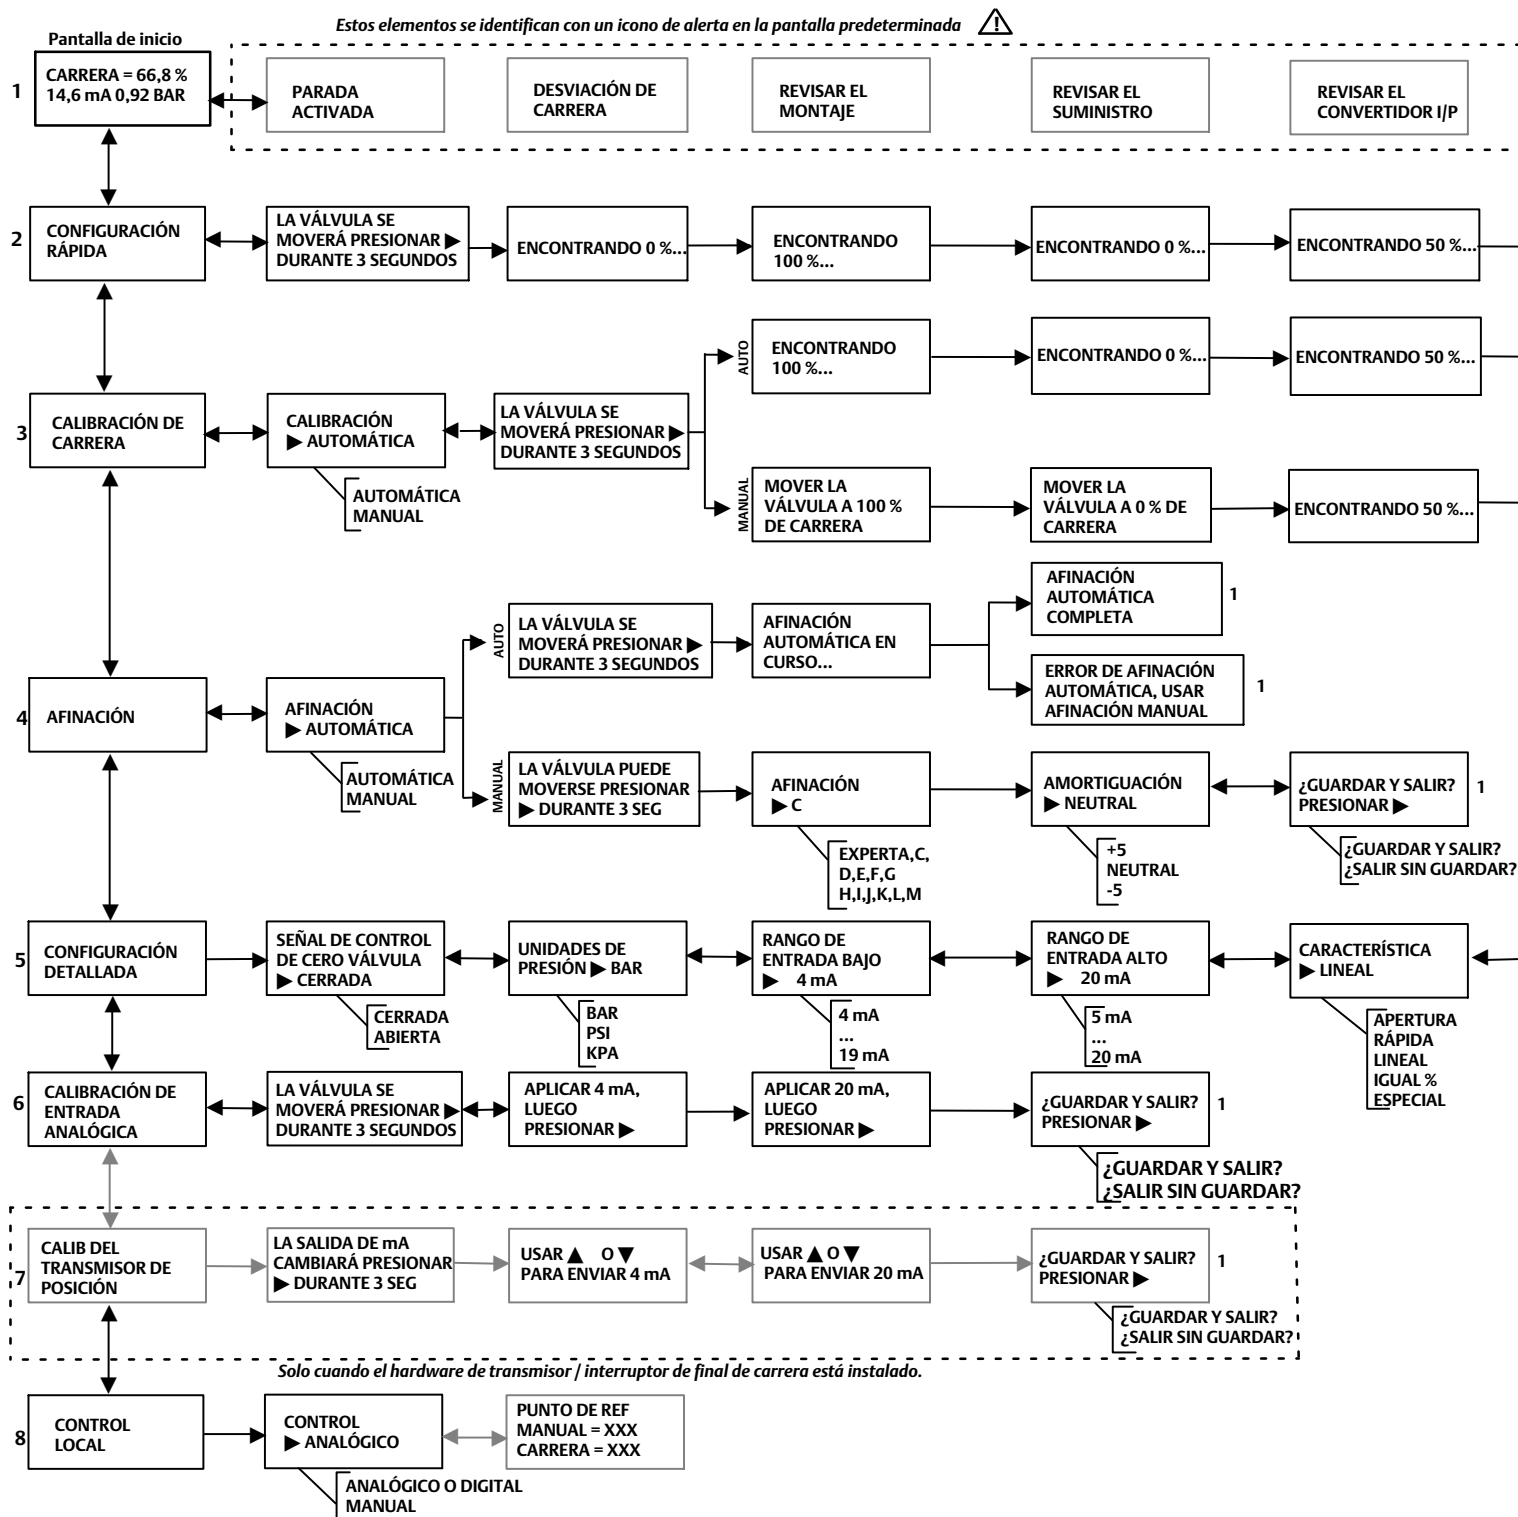 Estos elementos se identifican con un icono de alerta en la pantalla predeterminada
Pantalla de inicio
1
CARRERA = 66,8 %
14,6 mA 0,92 BAR
PARADA
ACTIVADA
DESVIACIÓN DE
CARRERA
REVISAR EL
MONTAJE
REVISAR EL
SUMINISTRO
REVISAR EL
CONVERTIDOR I/P
2
CONFIGURACIÓN
RÁPIDA
LA VÁLVULA SE
MOVERÁ PRESIONAR ▶
DURANTE 3 SEGUNDOS
ENCONTRANDO 0 %...
ENCONTRANDO
100 %...
ENCONTRANDO 0 %...
ENCONTRANDO 50 %...
3
CALIBRACIÓN DE
CARRERA
CALIBRACIÓN
▶ AUTOMÁTICA
AUTOMÁTICA
MANUAL
LA VÁLVULA SE
MOVERÁ PRESIONAR ▶
DURANTE 3 SEGUNDOS
AUTO
ENCONTRANDO
100 %...
ENCONTRANDO 0 %...
ENCONTRANDO 50 %...
MANUAL
MOVER LA
VÁLVULA A 100 %
DE CARRERA
MOVER LA
VÁLVULA A 0 % DE
CARRERA
ENCONTRANDO 50 %...
4
AFINACIÓN
AFINACIÓN
▶ AUTOMÁTICA
AUTOMÁTICA
MANUAL
AUTO
LA VÁLVULA SE
MOVERÁ PRESIONAR ▶
DURANTE 3 SEGUNDOS
AFINACIÓN
AUTOMÁTICA EN
CURSO...
AFINACIÓN
AUTOMÁTICA
COMPLETA
1
ERROR DE AFINACIÓN
AUTOMÁTICA, USAR
AFINACIÓN MANUAL
1
MANUAL
LA VÁLVULA PUEDE
MOVERSE PRESIONAR
▶ DURANTE 3 SEG
AFINACIÓN
▶ C
EXPERTA,C,
D,E,F,G
H,I,J,K,L,M
AMORTIGUACIÓN
▶ NEUTRAL
+5
NEUTRAL
-5
¿GUARDAR Y SALIR?
PRESIONAR ▶
1
¿GUARDAR Y SALIR?
¿SALIR SIN GUARDAR?
5
CONFIGURACIÓN
DETALLADA
SEÑAL DE CONTROL
DE CERO VÁLVULA
▶ CERRADA
CERRADA
ABIERTA
UNIDADES DE
PRESIÓN ▶ BAR
BAR
PSI
KPA
RANGO DE
ENTRADA BAJO
▶ 4 mA
4 mA
...
19 mA
RANGO DE
ENTRADA ALTO
▶ 20 mA
5 mA
...
20 mA
CARACTERÍSTICA
▶ LINEAL
APERTURA
RÁPIDA
LINEAL
IGUAL %
ESPECIAL
6
CALIBRACIÓN DE
ENTRADA
ANALÓGICA
LA VÁLVULA SE
MOVERÁ PRESIONAR ▶
DURANTE 3 SEGUNDOS
APLICAR 4 mA,
LUEGO
PRESIONAR ▶
APLICAR 20 mA,
LUEGO
PRESIONAR ▶
¿GUARDAR Y SALIR?
PRESIONAR ▶
1
¿GUARDAR Y SALIR?
¿SALIR SIN GUARDAR?
7
CALIB DEL
TRANSMISOR DE
POSICIÓN
LA SALIDA DE mA
CAMBIARÁ PRESIONAR
▶ DURANTE 3 SEG
USAR ▲ O ▼
PARA ENVIAR 4 mA
USAR ▲ O ▼
PARA ENVIAR 20 mA
¿GUARDAR Y SALIR?
PRESIONAR ▶
1
¿GUARDAR Y SALIR?
¿SALIR SIN GUARDAR?
Solo cuando el hardware de transmisor / interruptor de final de carrera está instalado.
8
CONTROL
LOCAL
CONTROL
▶ ANALÓGICO
ANALÓGICO O DIGITAL
MANUAL
PUNTO DE REF
MANUAL = XXX
CARRERA = XXX